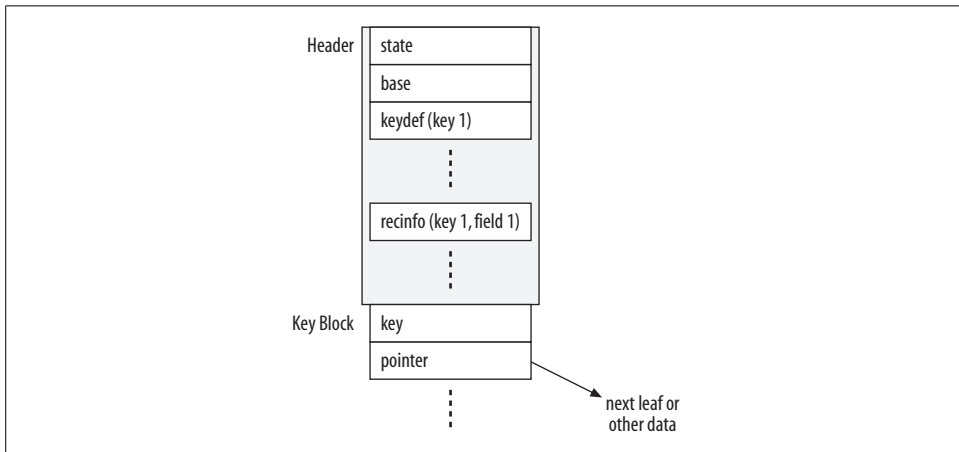 Header
state
base
keydef (key 1)
recinfo (key 1, field 1)
Key Block
key
pointer
next leaf or
other data